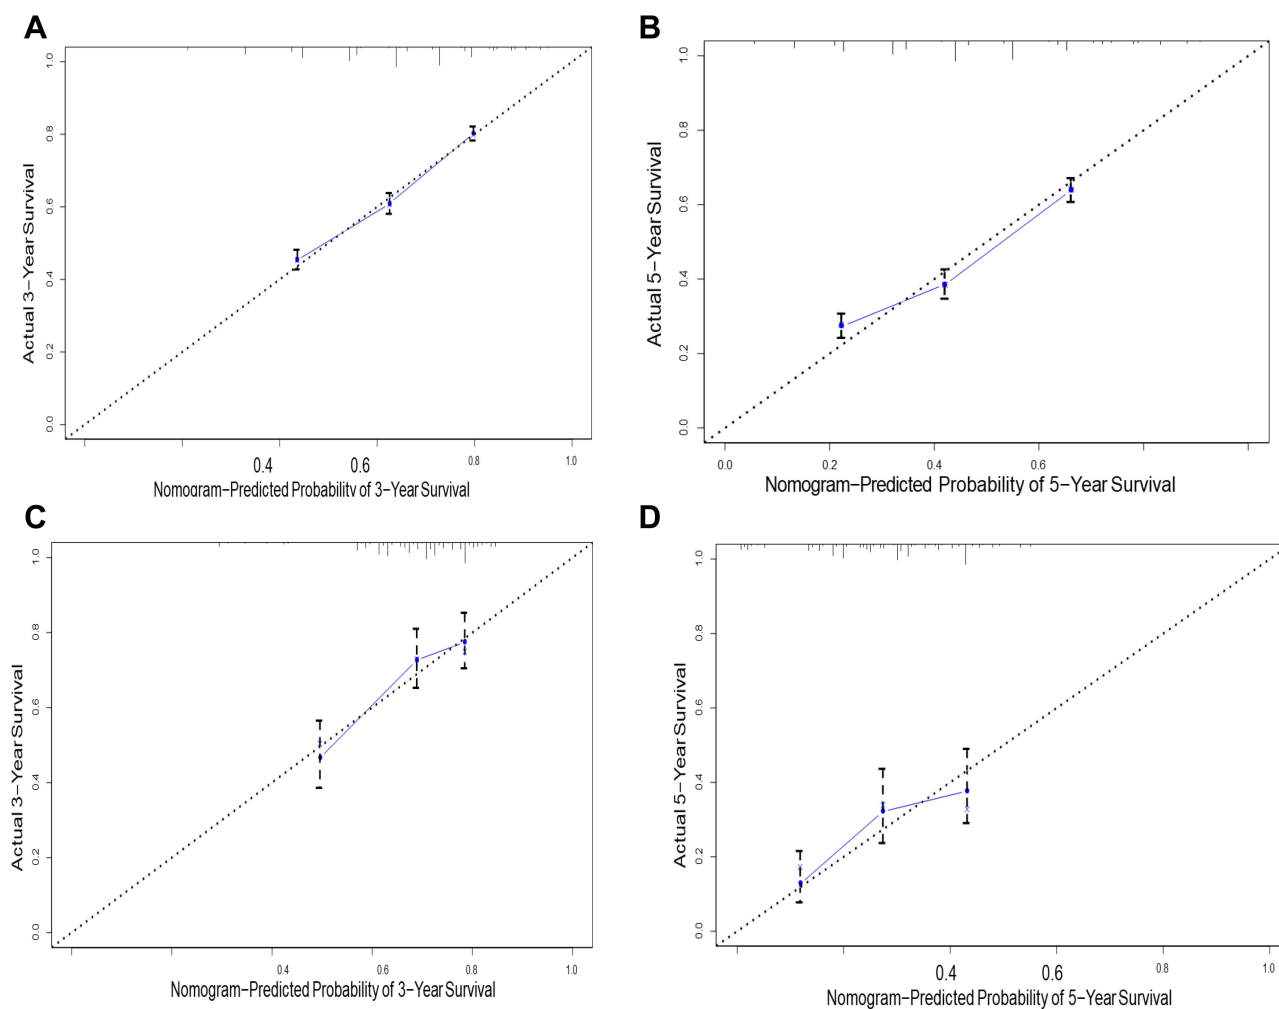 A
Actual 3-Year Survival
1.0
0.8
0.6
0.4
0.2
0.0
0.4 0.6 0.8 1.0
Nomogram-Predicted Probability of 3-Year Survival
B
Actual 5-Year Survival
1.0
0.8
0.6
0.4
0.2
0.0
0.0 0.2 0.4 0.6
Nomogram-Predicted Probability of 5-Year Survival
C
Actual 3-Year Survival
1.0
0.8
0.6
0.4
0.2
0.0
0.4 0.6 0.8 1.0
Nomogram-Predicted Probability of 3-Year Survival
D
Actual 5-Year Survival
1.0
0.8
0.6
0.4
0.2
0.0
0.4 0.6 0.8 1.0
Nomogram-Predicted Probability of 5-Year Survival